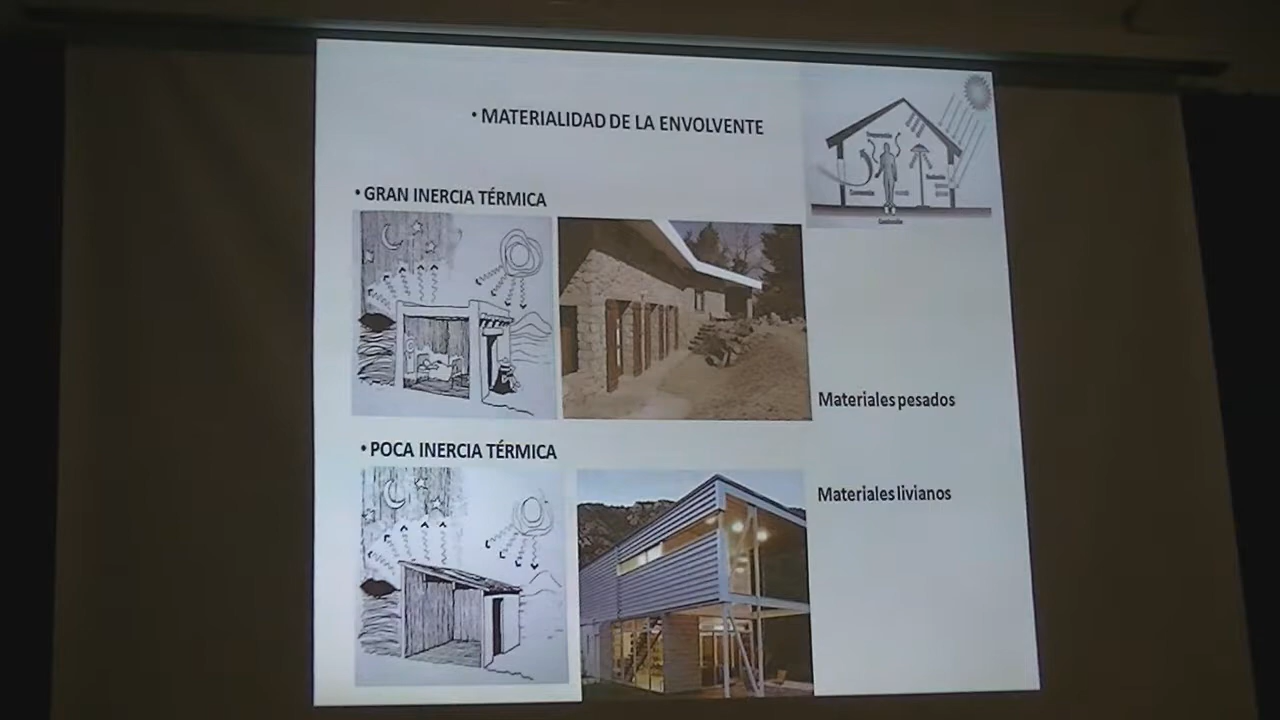 • MATERIALIDAD DE LA ENVOLVENTE
• GRAN INERCIA TÉRMICA
Materiales pesados
• POCA INERCIA TÉRMICA
Materiales livianos